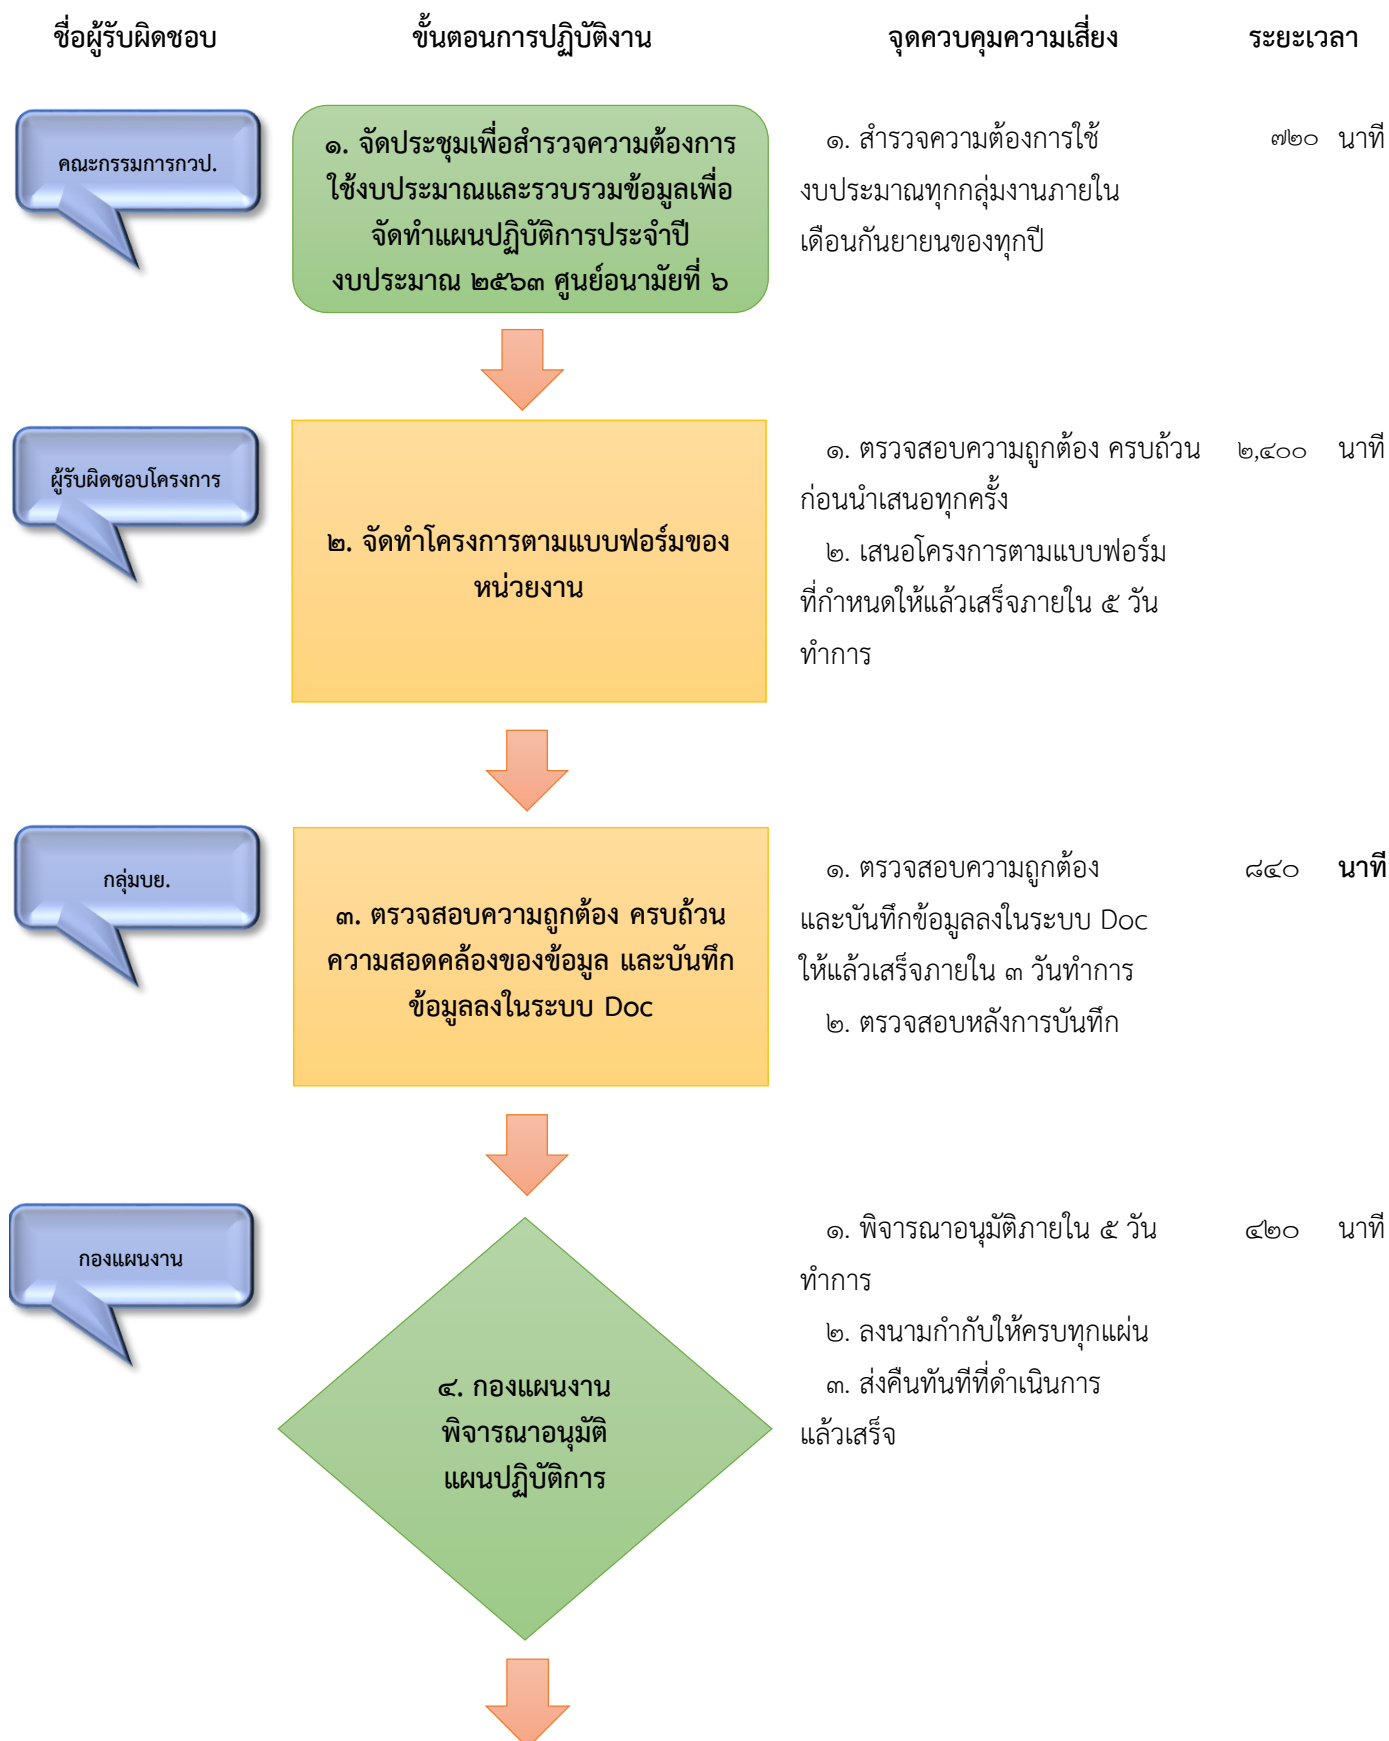 ชื่อผู้รับผิดชอบ ขั้นตอนการปฏิบัติงาน จุดควบคุมความเสี่ยง ระยะเวลา
คณะกรรมการกวป.
๑. จัดประชุมเพื่อสำรวจความต้องการ
ใช้งบประมาณและรวบรวมข้อมูลเพื่อ
จัดทำแผนปฏิบัติการประจำปี
งบประมาณ ๒๕๖๓ ศูนย์อนามัยที่ ๖
๑. สำรวจความต้องการใช้
งบประมาณทุกกลุ่มงานภายใน
เดือนกันยายนของทุกปี
๗๒๐ นาที
ผู้รับผิดชอบโครงการ
๒. จัดทำโครงการตามแบบฟอร์มของ
หน่วยงาน
๑. ตรวจสอบความถูกต้อง ครบถ้วน
ก่อนนำเสนอทุกครั้ง
๒. เสนอโครงการตามแบบฟอร์ม
ที่กำหนดให้แล้วเสร็จภายใน ๕ วัน
ทำการ
๒,๔๐๐ นาที
กลุ่มบย.
๓. ตรวจสอบความถูกต้อง ครบถ้วน
ความสอดคล้องของข้อมูล และบันทึก
ข้อมูลลงในระบบ Doc
๑. ตรวจสอบความถูกต้อง
และบันทึกข้อมูลลงในระบบ Doc
ให้แล้วเสร็จภายใน ๓ วันทำการ
๒. ตรวจสอบหลังการบันทึก
๘๔๐ นาที
กองแผนงาน
๔. กองแผนงาน
พิจารณาอนุมัติ
แผนปฏิบัติการ
๑. พิจารณาอนุมัติภายใน ๕ วัน
ทำการ
๒. ลงนามกำกับให้ครบทุกแผ่น
๓. ส่งคืนทันทีที่ดำเนินการ
แล้วเสร็จ
๔๒๐ นาที